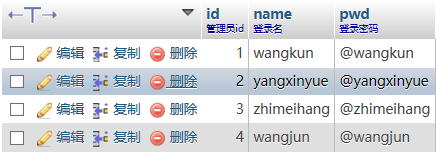 ←T→ id name pwd
管理员id 登录名 登录密码
编辑 复制 删除 1 wangkun @wangkun
编辑 复制 删除 2 yangxinyue @yangxinyue
编辑 复制 删除 3 zhimeihang @zhimeihang
编辑 复制 删除 4 wangjun @wangjun